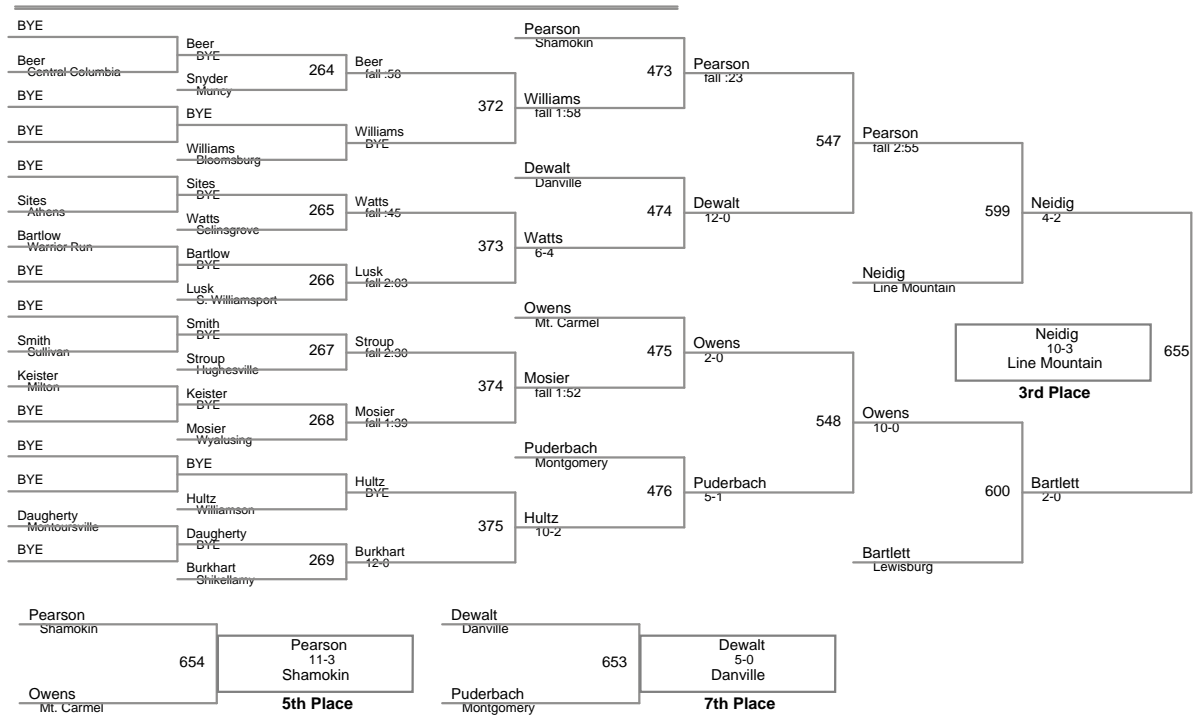 BYE
Beer
Central Columbia
BYE
BYE
BYE
Sites
Athens
Bartlow
Warrior Run
BYE
BYE
Smith
Sullivan
Keister
Milton
BYE
BYE
BYE
Daugherty
Montoursville
BYE
Beer
BYE
264
Snyder
Muncy
BYE
Williams
Bloomsburg
Sites
BYE
265
Watts
Selinsgrove
Bartlow
BYE
266
Lusk
S. Williamsport
Smith
BYE
267
Stroup
Hughesville
Keister
BYE
268
Mosier
Wyalusing
BYE
Hultz
Williamson
Daugherty
BYE
269
Burkhart
Shikellamy
Beer
fall :58
372
Williams
BYE
Watts
fall :45
373
Lusk
fall 2:03
Stroup
fall 2:30
374
Mosier
fall 1:39
Hultz
BYE
375
Burkhart
12-0
Pearson
Shamokin
473
Williams
fall 1:58
Dewalt
Danville
474
Watts
6-4
Owens
Mt. Carmel
475
Mosier
fall 1:52
Puderbach
Montgomery
476
Hultz
10-2
Pearson
fall :23
547
Dewalt
12-0
Owens
2-0
548
Puderbach
5-1
Pearson
fall 2:55
599
Neidig
Line Mountain
Owens
10-0
600
Bartlett
Lewisburg
Neidig
4-2
Neidig
10-3
Line Mountain
655
3rd Place
Bartlett
2-0
Pearson
Shamokin
654
Owens
Mt. Carmel
Pearson
11-3
Shamokin
5th Place
Dewalt
Danville
653
Puderbach
Montgomery
Dewalt
5-0
Danville
7th Place